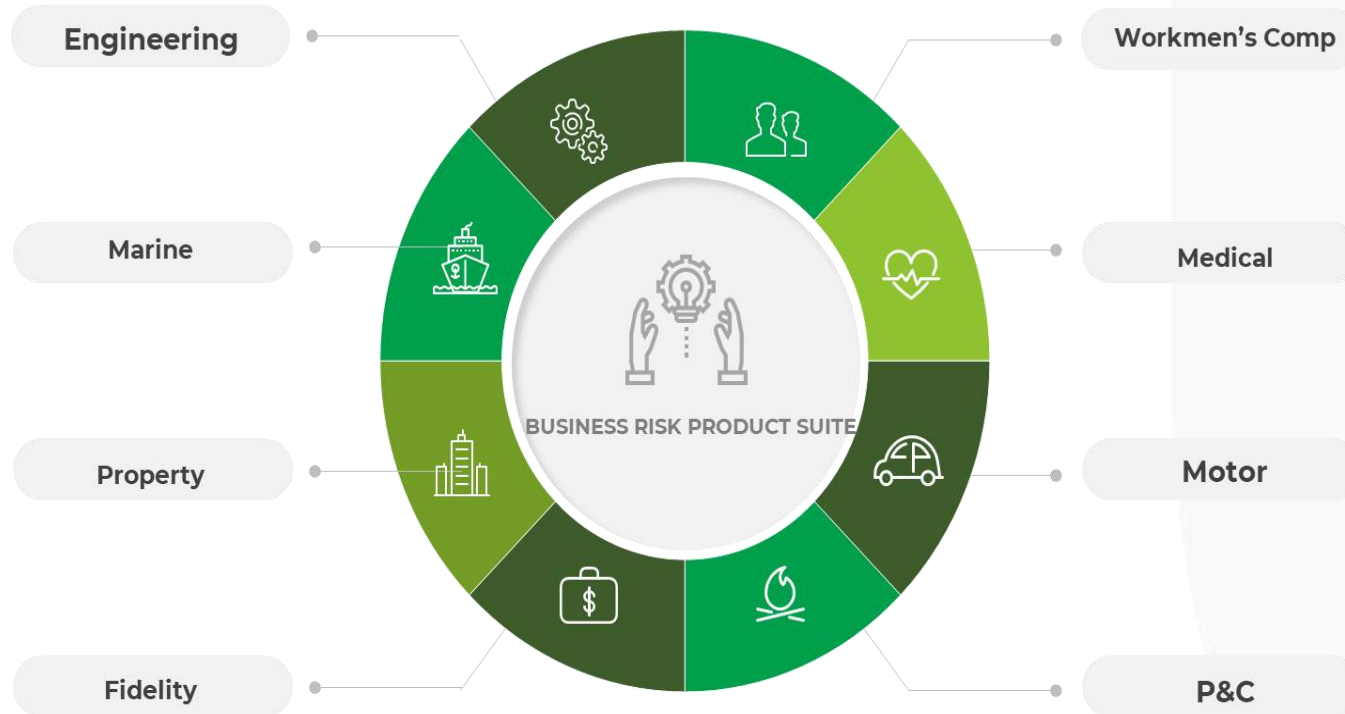 Engineering
Workmen's Comp
Marine
Medical
BUSINESS RISK PRODUCT SUITE
Property
Motor
$
Fidelity
P&C